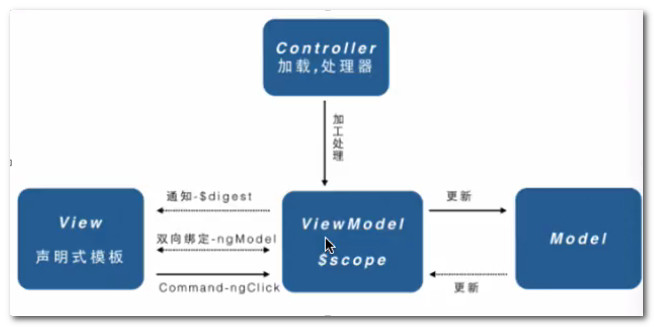 Controller
加载,处理器
加工处理
通知-$digest
更新
View
声明式模板
双向绑定-ngModel
ViewModel
$scope
Model
Command-ngClick
更新